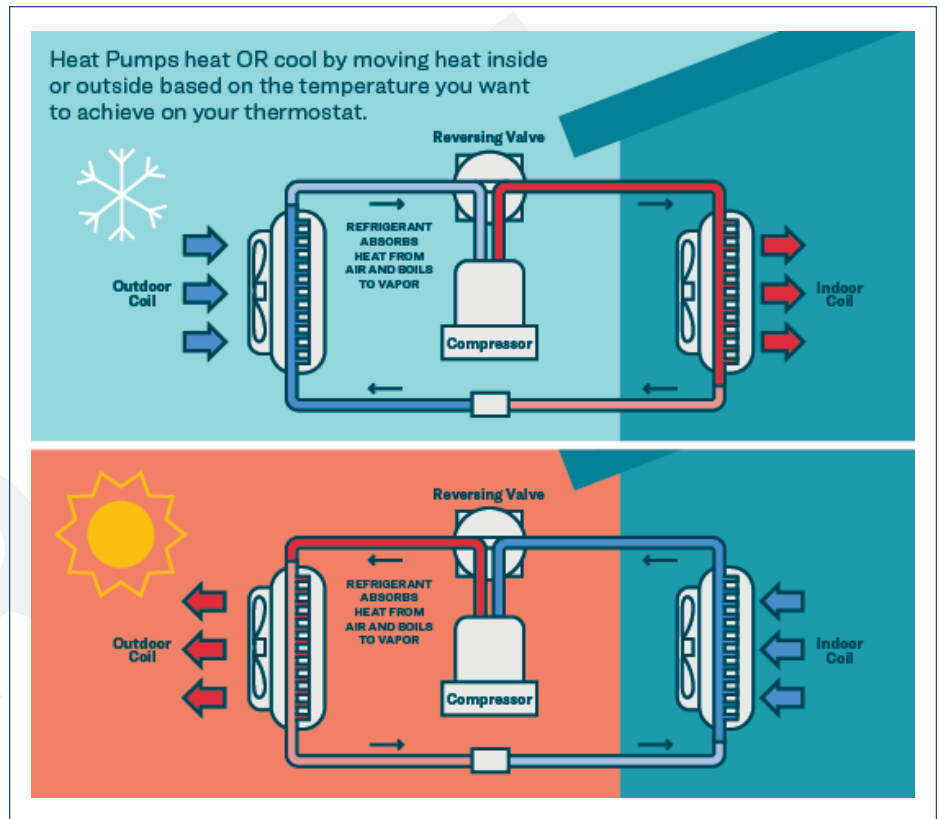 Heat Pumps heat OR cool by moving heat inside
or outside based on the temperature you want
to achieve on your thermostat.
Reversing Valve
REFRIGERANT
ABSORBS
HEAT FROM
AIR AND BOILS
TO VAPOR
Outdoor
Coil
Indoor
Coil
Compressor
Reversing Valve
REFRIGERANT
ABSORBS
HEAT FROM
AIR AND BOILS
TO VAPOR
Outdoor
Coil
Indoor
Coil
Compressor